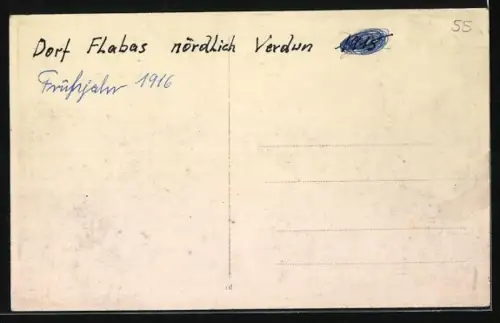 55
Dorf Flabas nördlich Verdun 1915
Frühjahr 1916